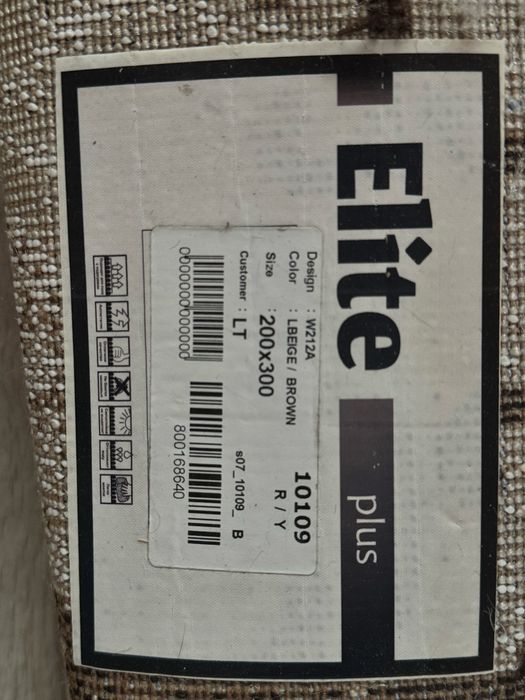 Elite
plus
Design : W212A
Color : LBEIGE / BROWN
Size : 200x300
Customer : LT
10109
R / Y
s07_10109_ B
0000000000000
800168640